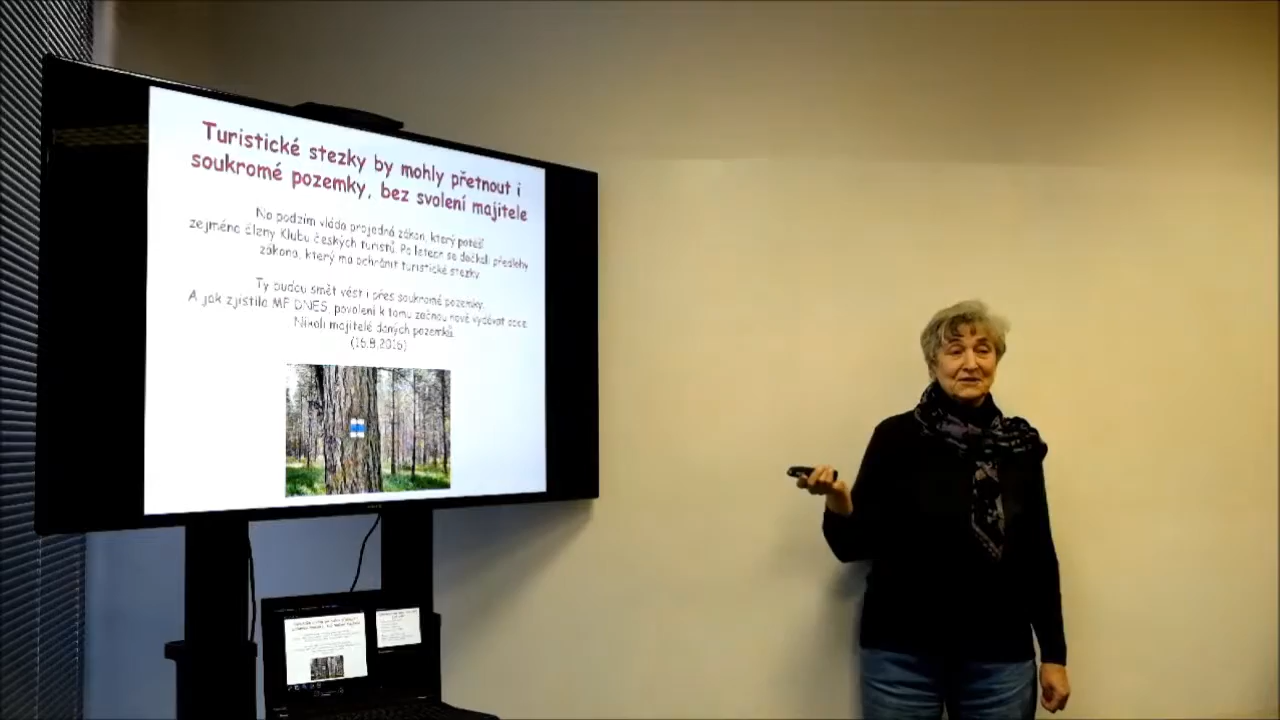 Turistické stezky by mohly přetnout i
soukromé pozemky, bez svolení majitele
Na podzim vláda projedná zákon, který potěší
zejména členy Klubu českých turistů. Po letech se dočkali předlohy
zákona, který má ochránit turistické stezky.
Ty budou smět vést i přes soukromé pozemky.
A jak zjistila MF DNES, povolení k tomu začnou nově vydávat obce.
Nikoli majitelé daných pozemků.
(15.8.2016)